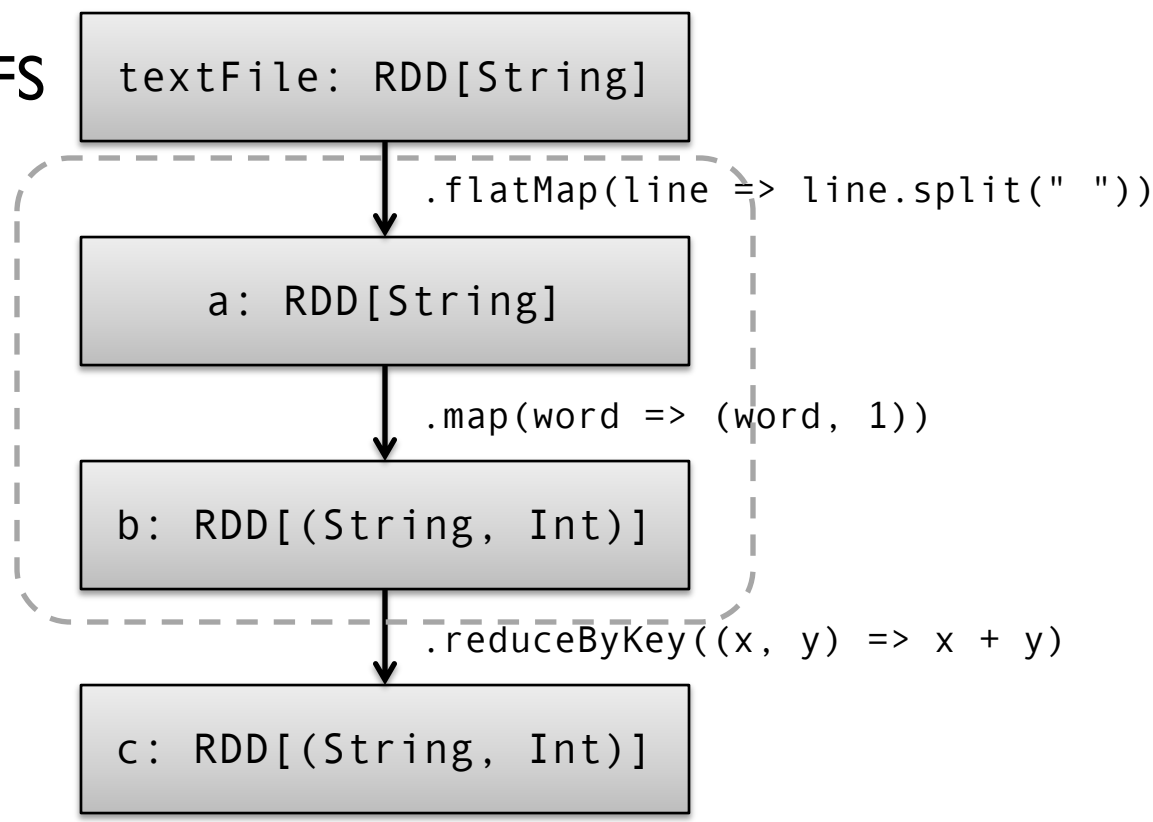 FS
textFile: RDD[String]
.flatMap(line => line.split(" "))
a: RDD[String]
.map(word => (word, 1))
b: RDD[(String, Int)]
.reduceByKey((x, y) => x + y)
c: RDD[(String, Int)]